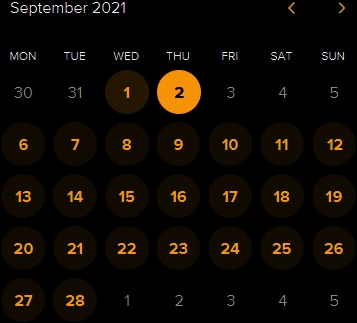 September 2021
MON TUE WED THU FRI SAT SUN
30 31 1 2 3 4 5
6 7 8 9 10 11 12
13 14 15 16 17 18 19
20 21 22 23 24 25 26
27 28 1 2 3 4 5